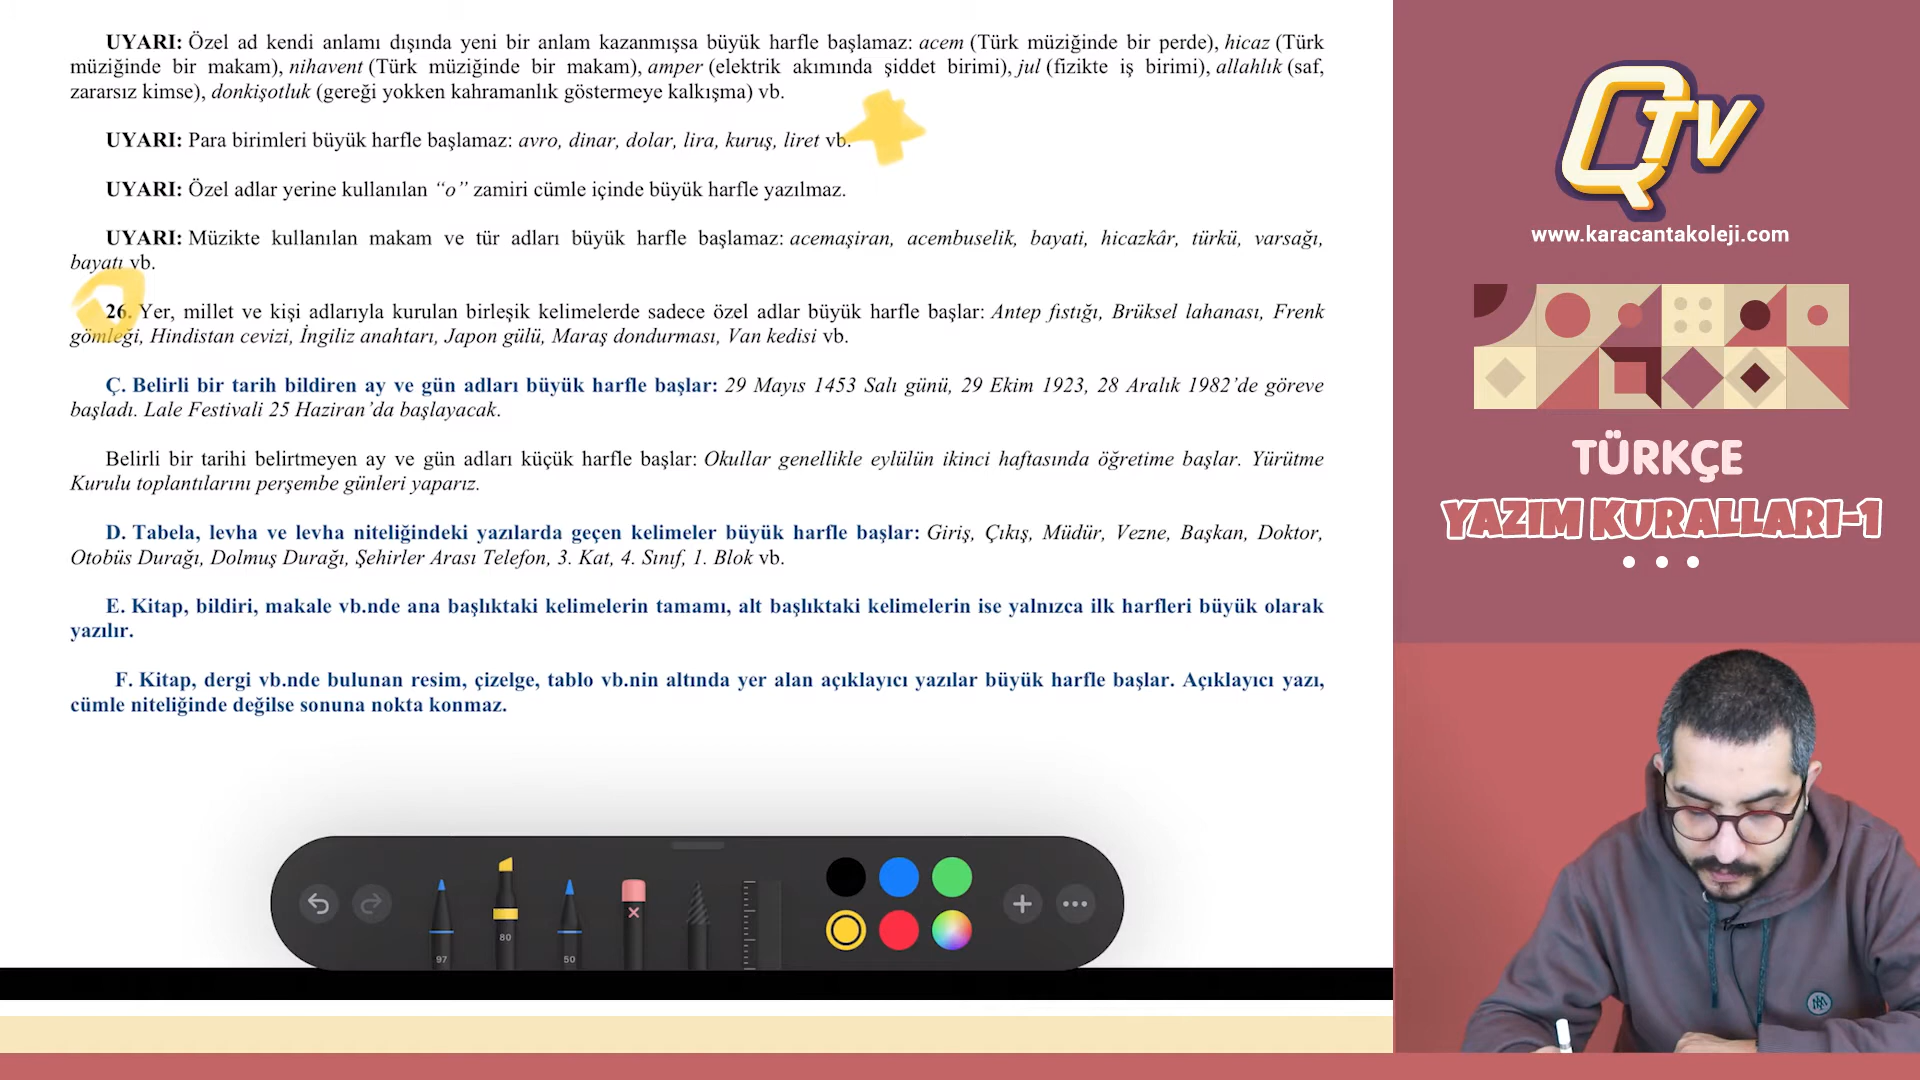 UYARI: Özel ad kendi anlamı dışında yeni bir anlam kazanmışsa büyük harfle başlamaz: acem (Türk müziğinde bir perde), hicaz (Türk
müziğinde bir makam), nihavent (Türk müziğinde bir makam), amper (elektrik akımında şiddet birimi), jul (fizikte iş birimi), allahlık (saf,
zararsız kimse), donkişotluk (gereği yokken kahramanlık göstermeye kalkışma) vb.
UYARI: Para birimleri büyük harfle başlamaz: avro, dinar, dolar, lira, kuruş, liret vb.
UYARI: Özel adlar yerine kullanılan “o” zamiri cümle içinde büyük harfle yazılmaz.
UYARI: Müzikte kullanılan makam ve tür adları büyük harfle başlamaz: acemaşiran, acembuselik, bayati, hicazkâr, türkü, varsağı,
bayatı vb.
26. Yer, millet ve kişi adlarıyla kurulan birleşik kelimelerde sadece özel adlar büyük harfle başlar: Antep fıstığı, Brüksel lahanası, Frenk
gömleği, Hindistan cevizi, İngiliz anahtarı, Japon gülü, Maraş dondurması, Van kedisi vb.
Ç. Belirli bir tarih bildiren ay ve gün adları büyük harfle başlar: 29 Mayıs 1453 Salı günü, 29 Ekim 1923, 28 Aralık 1982’de göreve
başladı. Lale Festivali 25 Haziran’da başlayacak.
Belirli bir tarihi belirtmeyen ay ve gün adları küçük harfle başlar: Okullar genellikle eylülün ikinci haftasında öğretime başlar. Yürütme
Kurulu toplantılarını perşembe günleri yaparız.
D. Tabela, levha ve levha niteliğindeki yazılarda geçen kelimeler büyük harfle başlar: Giriş, Çıkış, Müdür, Vezne, Başkan, Doktor,
Otobüs Durağı, Dolmuş Durağı, Şehirler Arası Telefon, 3. Kat, 4. Sınıf, 1. Blok vb.
E. Kitap, bildiri, makale vb.nde ana başlıktaki kelimelerin tamamı, alt başlıktaki kelimelerin ise yalnızca ilk harfleri büyük olarak
yazılır.
F. Kitap, dergi vb.nde bulunan resim, çizelge, tablo vb.nin altında yer alan açıklayıcı yazılar büyük harfle başlar. Açıklayıcı yazı,
cümle niteliğinde değilse sonuna nokta konmaz.
97
80
50
QTV
www.karacantakoleji.com
TÜRKÇE
YAZIM KURALLARI-1